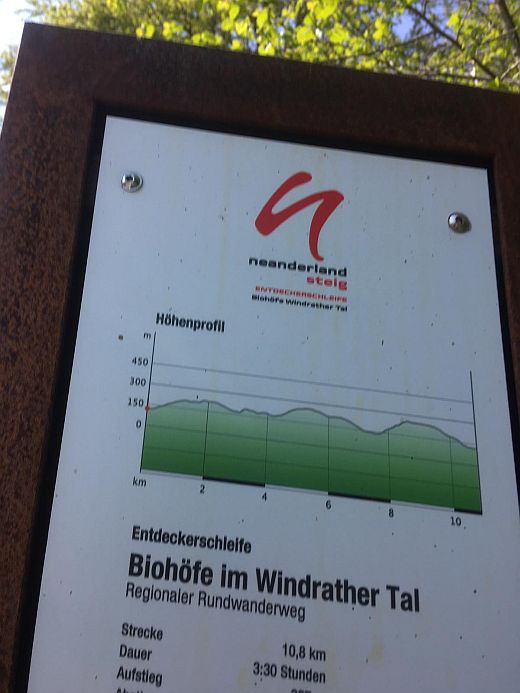 neanderland
steig
ENTDECKERSCHLEIFE
Biohöfe Windrather Tal
Höhenprofil
m
450
300
150
0
km 2 4 6 8 10
Entdeckerschleife
Biohöfe im Windrather Tal
Regionaler Rundwanderweg
Strecke 10,8 km
Dauer 3:30 Stunden
Aufstieg